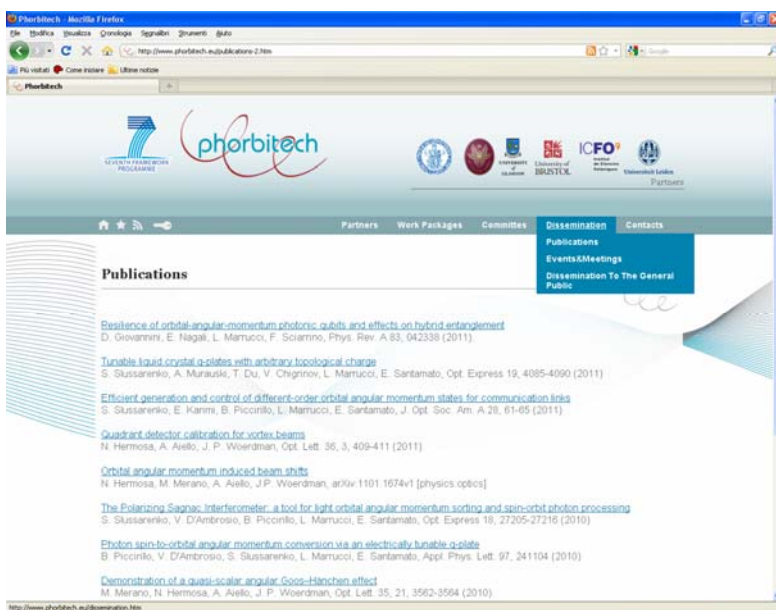 Phorbitech - Mozilla Firefox
File Modifica Visualizza Cronologia Segnalibri Strumenti Aiuto
http://www.phorbitech.eu/publications-2.htm
Google
Più visitati Come iniziare Ultime notizie
Phorbitech
7
SEVENTH FRAMEWORK
PROGRAMME
phorbitech
UNIVERSITY
of
GLASGOW
University of
BRISTOL
ICFO
Institut
de Ciències
Fotòniques
Universiteit Leiden
Partners
Partners Work Packages Committes Dissemination Contacts
Publications
Events&Meetings
Dissemination To The General
Public
Publications
Resilience of orbital-angular-momentum photonic qubits and effects on hybrid entanglement
D. Giovannini, E. Nagali, L. Marrucci, F. Sciarrino, Phys. Rev. A 83, 042338 (2011).
Tunable liquid crystal q-plates with arbitrary topological charge
S. Slussarenko, A. Murauski, T. Du, V. Chigrinov, L. Marrucci, E. Santamato, Opt. Express 19, 4085-4090 (2011)
Efficient generation and control of different-order orbital angular momentum states for communication links
S. Slussarenko, E. Karimi, B. Piccirillo, L. Marrucci, E. Santamato, J. Opt. Soc. Am. A 28, 61-65 (2011)
Quadrant detector calibration for vortex beams
N. Hermosa, A. Aiello, J. P. Woerdman, Opt. Lett. 36, 3, 409-411 (2011)
Orbital angular momentum induced beam shifts
N. Hermosa, M. Merano, A. Aiello, J.P. Woerdman, arXiv:1101.1674v1 [physics.optics]
The Polarizing Sagnac Interferometer: a tool for light orbital angular momentum sorting and spin-orbit photon processing
S. Slussarenko, V. D'Ambrosio, B. Piccirillo, L. Marrucci, E. Santamato, Opt. Express 18, 27205-27216 (2010)
Photon spin-to-orbital angular momentum conversion via an electrically tunable q-plate
B. Piccirillo, V. D'Ambrosio, S. Slussarenko, L. Marrucci, E. Santamato, Appl. Phys. Lett. 97, 241104 (2010)
Demonstration of a quasi-scalar angular Goos–Hänchen effect
M. Merano, N. Hermosa, A. Aiello, J. P. Woerdman, Opt. Lett. 35, 21, 3562-3564 (2010)
http://www.phorbitech.eu/dissemination.htm